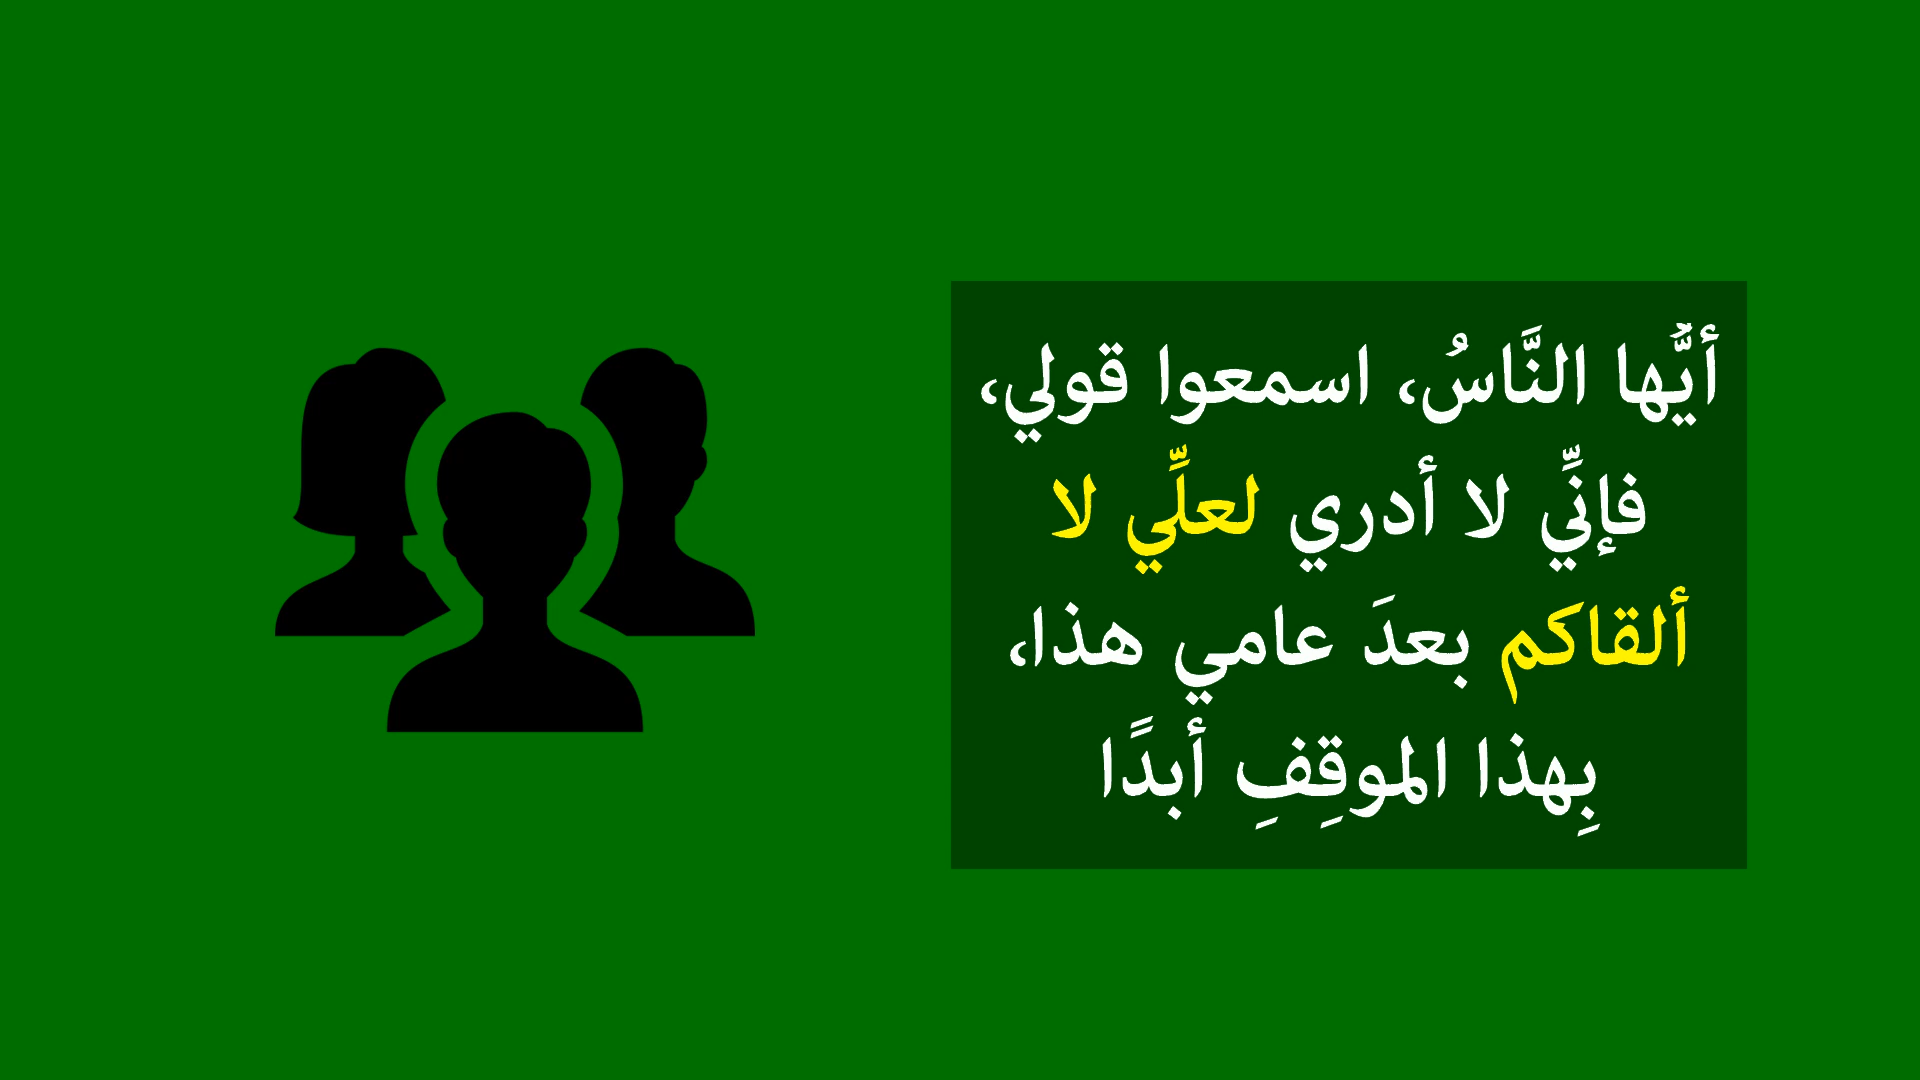 أيُّها النَّاسُ، اسمعوا قولي،
فإنِّي لا أدري لعلِّي لا
ألقاكم بعدَ عامي هذا،
بِهذا الموقِفِ أبدًا